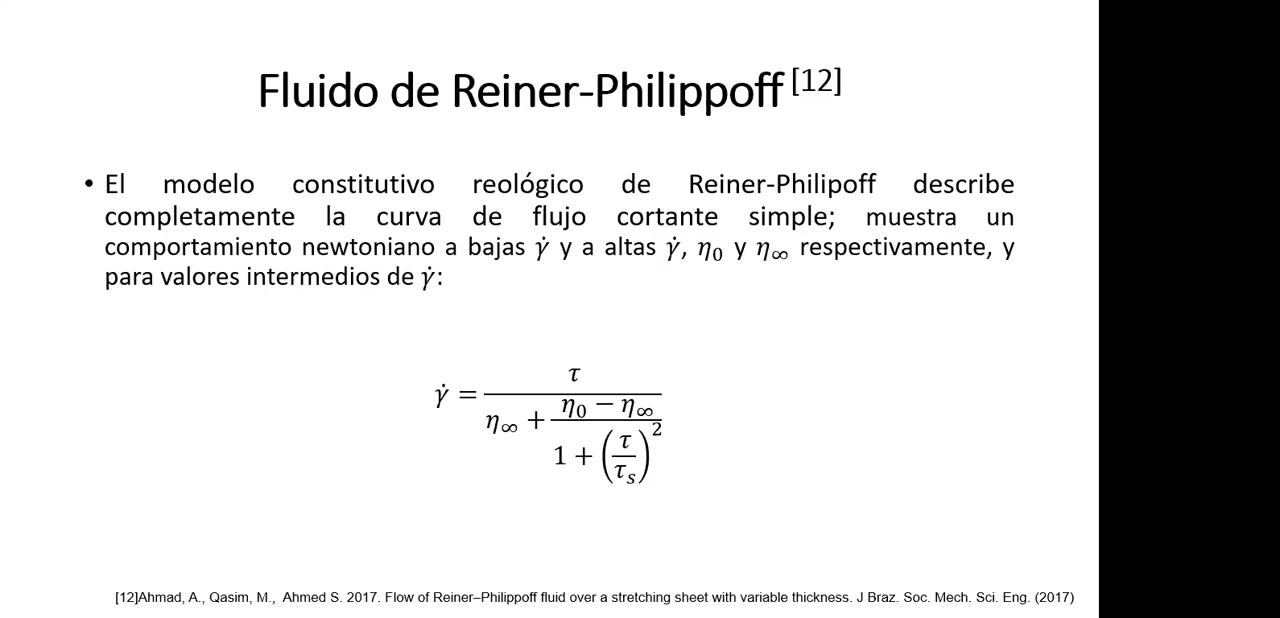 Fluido de Reiner-Philippoff [12]
• El modelo constitutivo reológico de Reiner-Philipoff describe
completamente la curva de flujo cortante simple; muestra un
comportamiento newtoniano a bajas γ̇ y a altas γ̇, η₀ y η∞ respectivamente, y
para valores intermedios de γ̇:
γ̇ = τ / (η∞ + (η₀ − η∞) / (1 + (τ/τₛ)²))
[12]Ahmad, A., Qasim, M., Ahmed S. 2017. Flow of Reiner–Philippoff fluid over a stretching sheet with variable thickness. J Braz. Soc. Mech. Sci. Eng. (2017)